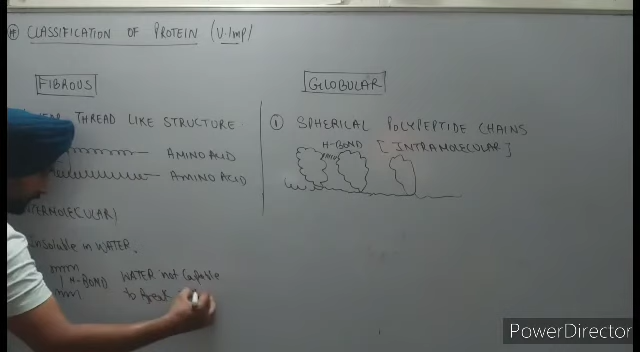 CLASSIFICATION OF PROTEIN (V.Imp)
FIBROUS
THREAD LIKE STRUCTURE
AMINO ACID
AMINO ACID
Insoluble in WATER.
H-BOND WATER not Capable
to break
GLOBULAR
① SPHERICAL POLYPEPTIDE CHAINS
H-BOND [INTRAMOLECULAR]
PowerDirector